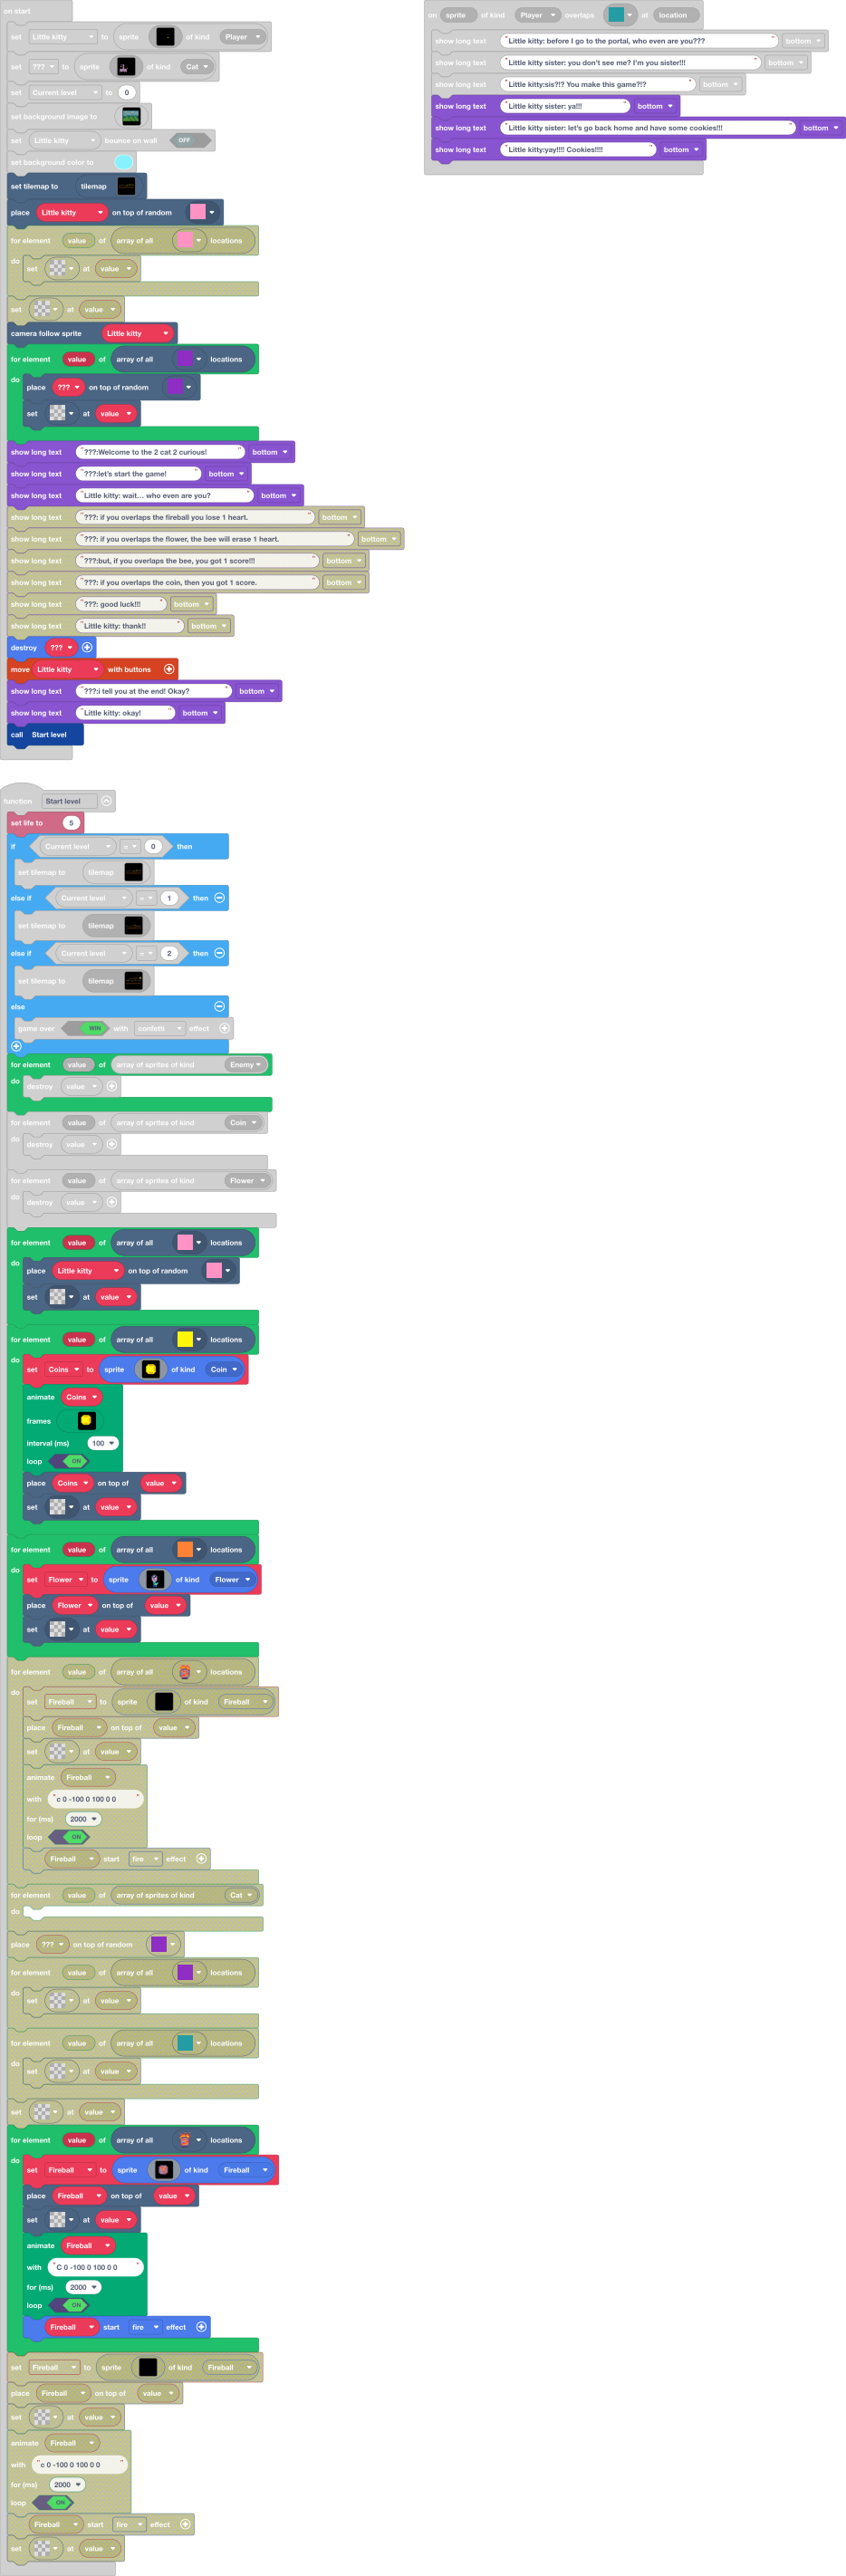 on start
set Little kitty to sprite of kind Player
set ??? to sprite of kind Cat
set Current level to 0
set background image to
set Little kitty bounce on wall OFF
set background color to
set tilemap to tilemap
place Little kitty on top of random
for element value of array of all locations
do set at value
set at value
camera follow sprite Little kitty
for element value of array of all locations
do place ??? on top of random
set at value
show long text "???:Welcome to the 2 cat 2 curious!" bottom
show long text "???:let's start the game!" bottom
show long text "Little kitty: wait... who even are you?" bottom
show long text "???: if you overlaps the fireball you lose 1 heart." bottom
show long text "???: if you overlaps the flower, the bee will erase 1 heart." bottom
show long text "???:but, if you overlaps the bee, you got 1 score!!!" bottom
show long text "???: if you overlaps the coin, then you got 1 score." bottom
show long text "???: good luck!!!" bottom
show long text "Little kitty: thank!!" bottom
destroy ???
move Little kitty with buttons
show long text "???:i tell you at the end! Okay?" bottom
show long text "Little kitty: okay!" bottom
call Start level
on sprite of kind Player overlaps at location
show long text "Little kitty: before I go to the portal, who even are you???" bottom
show long text "Little kitty sister: you don't see me? I'm you sister!!!" bottom
show long text "Little kitty:sis?!? You make this game?!?" bottom
show long text "Little kitty sister: ya!!!" bottom
show long text "Little kitty sister: let's go back home and have some cookies!!!" bottom
show long text "Little kitty:yay!!!! Cookies!!!!" bottom
function Start level
set life to 5
if Current level = 0 then
set tilemap to tilemap
else if Current level = 1 then
set tilemap to tilemap
else if Current level = 2 then
set tilemap to tilemap
else
game over WIN with confetti effect
for element value of array of sprites of kind Enemy
do destroy value
for element value of array of sprites of kind Coin
do destroy value
for element value of array of sprites of kind Flower
do destroy value
for element value of array of all locations
do place Little kitty on top of random
set at value
for element value of array of all locations
do set Coins to sprite of kind Coin
animate Coins
frames
interval (ms) 100
loop ON
place Coins on top of value
set at value
for element value of array of all locations
do set Flower to sprite of kind Flower
place Flower on top of value
set at value
for element value of array of all locations
do set Fireball to sprite of kind Fireball
place Fireball on top of value
set at value
animate Fireball
with "c 0 -100 0 100 0 0"
for (ms) 2000
loop ON
Fireball start fire effect
for element value of array of sprites of kind Cat
do
place ??? on top of random
for element value of array of all locations
do set at value
for element value of array of all locations
do set at value
set at value
for element value of array of all locations
do set Fireball to sprite of kind Fireball
place Fireball on top of value
set at value
animate Fireball
with "C 0 -100 0 100 0 0"
for (ms) 2000
loop ON
Fireball start fire effect
set Fireball to sprite of kind Fireball
place Fireball on top of value
set at value
animate Fireball
with "c 0 -100 0 100 0 0"
for (ms) 2000
loop ON
Fireball start fire effect
set at value